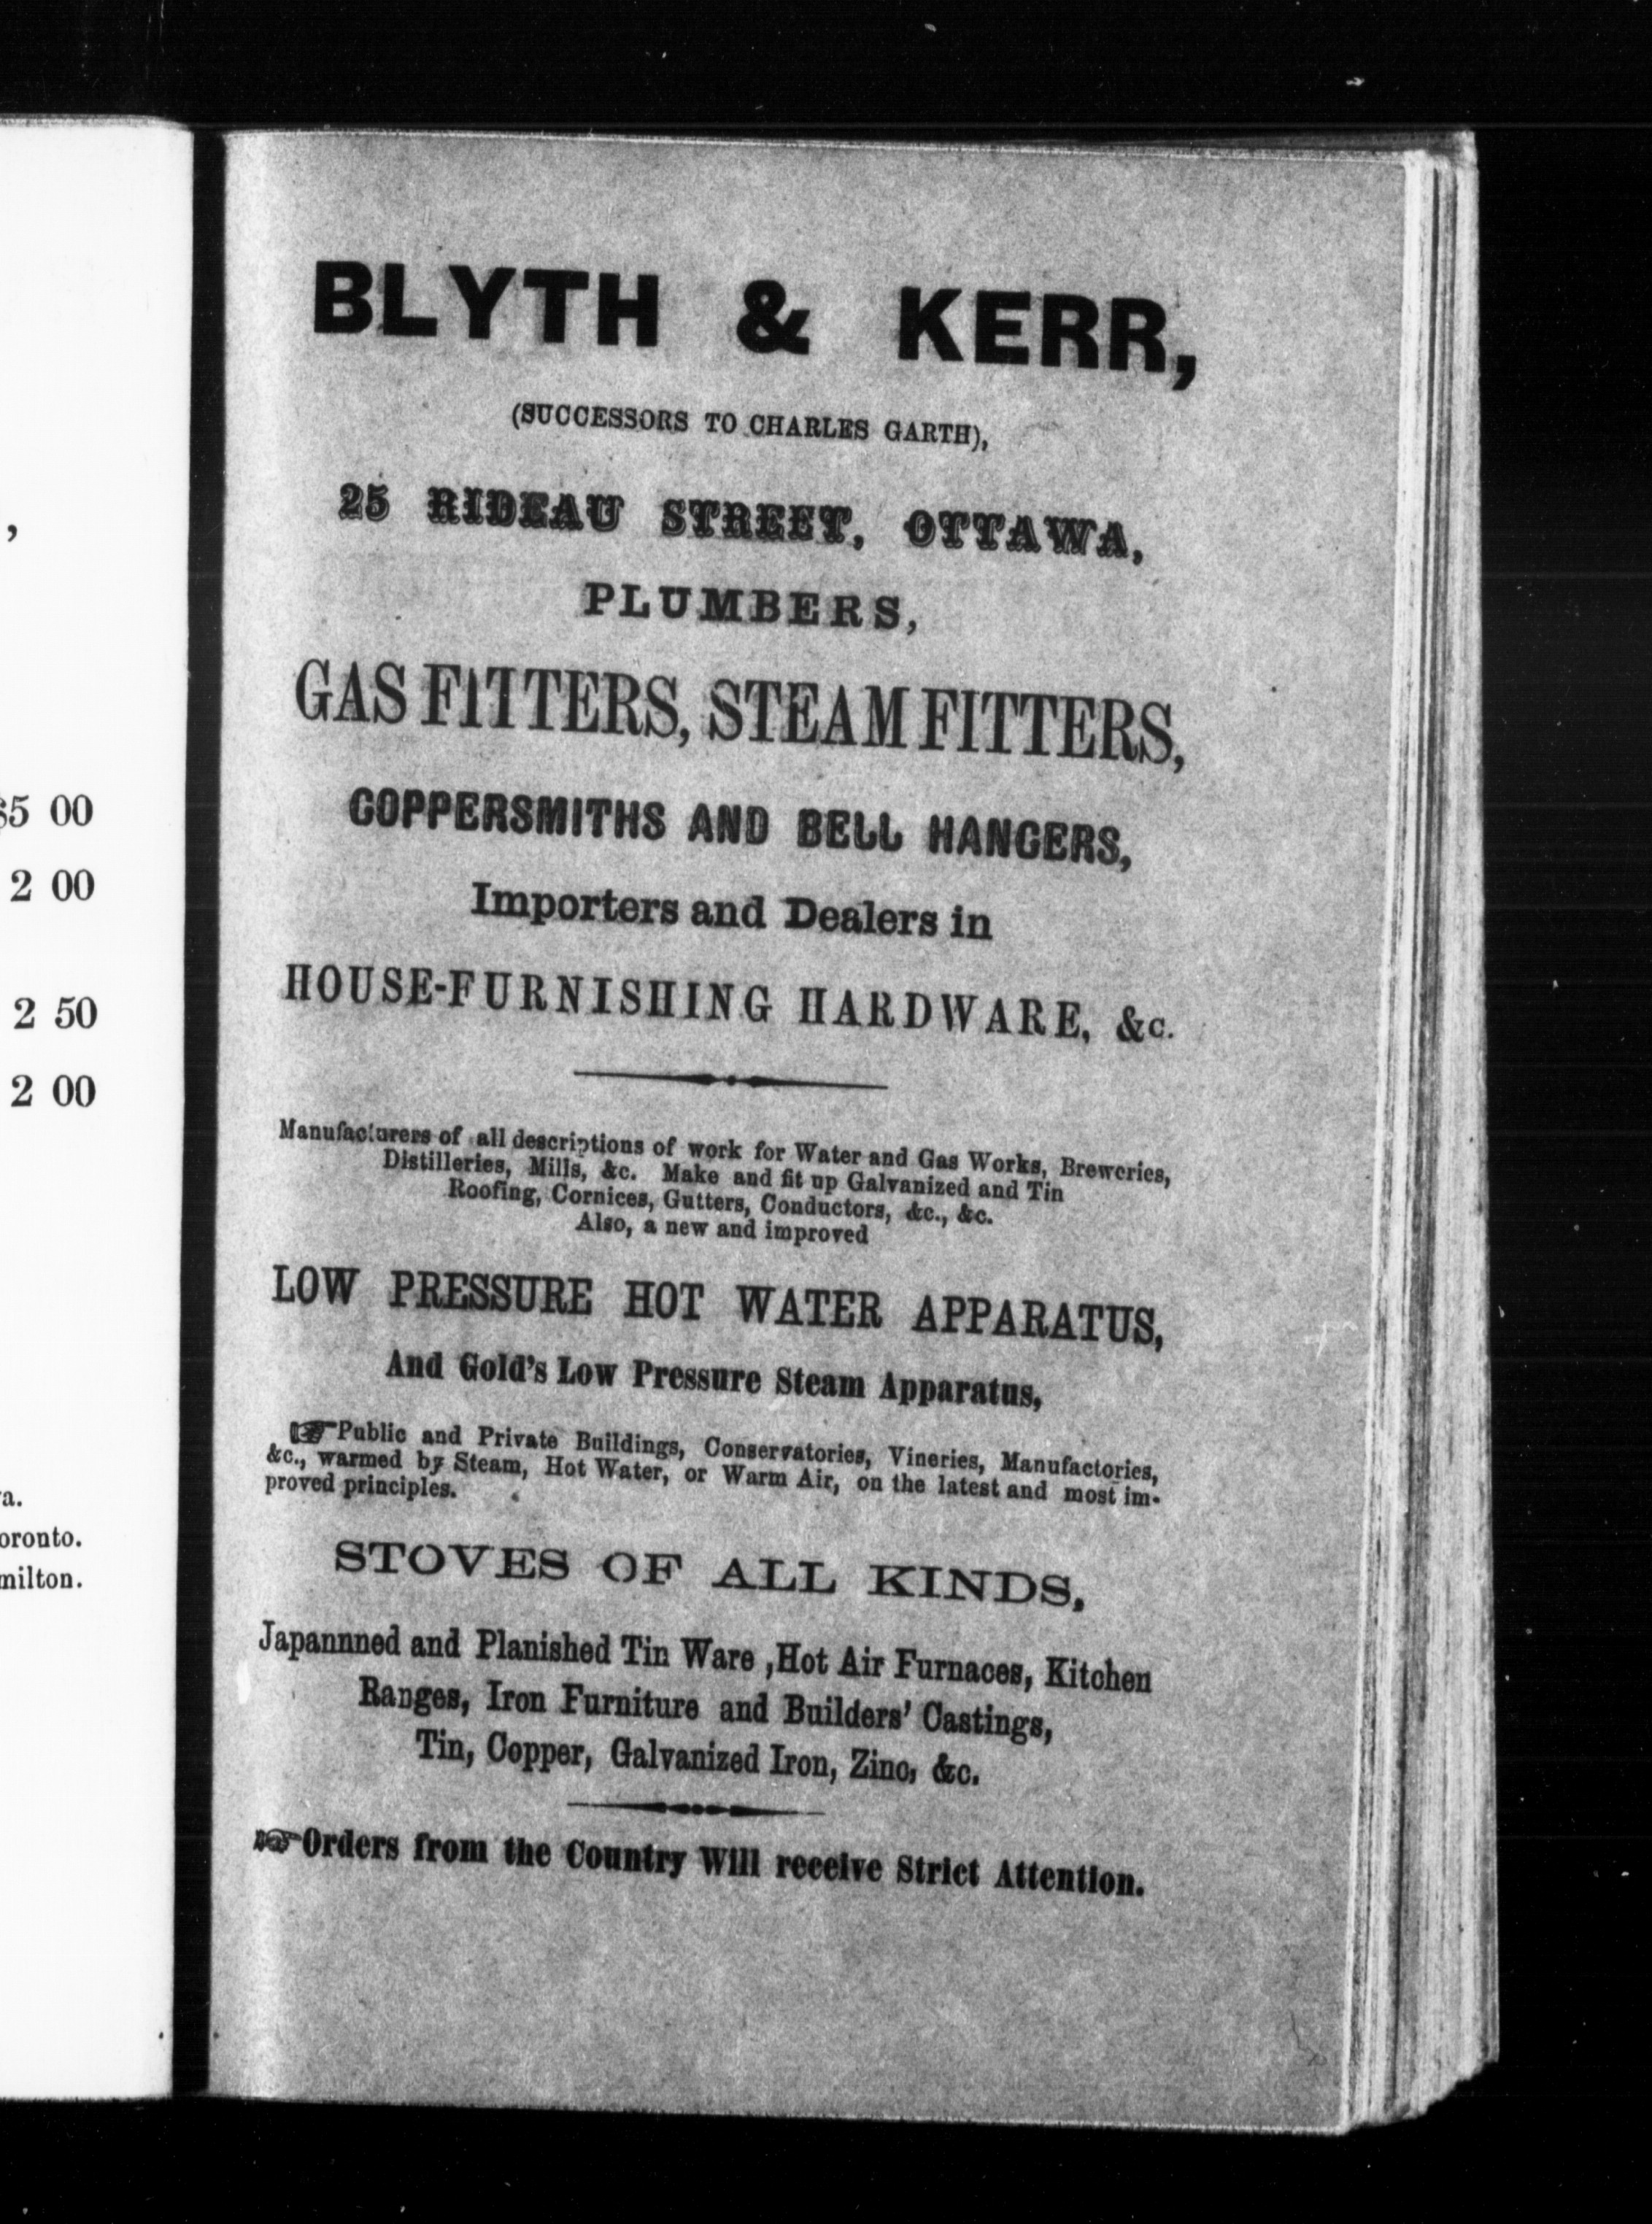 ,
$5 00
2 00
2 50
2 00
oronto.
milton.
BLYTH & KERR,
(SUCCESSORS TO CHARLES GARTH),
25 RIDEAU STREET, OTTAWA,
PLUMBERS,
GAS FITTERS, STEAM FITTERS,
COPPERSMITHS AND BELL HANGERS,
Importers and Dealers in
HOUSE-FURNISHING HARDWARE, &c.
Manufacturers of all descriptions of work for Water and Gas Works, Breweries,
Distilleries, Mills, &c. Make and fit up Galvanized and Tin
Roofing, Cornices, Gutters, Conductors, &c., &c.
Also, a new and improved
LOW PRESSURE HOT WATER APPARATUS,
And Gold's Low Pressure Steam Apparatus,
☞Public and Private Buildings, Conservatories, Vineries, Manufactories,
&c., warmed by Steam, Hot Water, or Warm Air, on the latest and most im-
proved principles.
STOVES OF ALL KINDS,
Japannned and Planished Tin Ware ,Hot Air Furnaces, Kitchen
Ranges, Iron Furniture and Builders' Castings,
Tin, Copper, Galvanized Iron, Zinc, &c.
☞Orders from the Country Will receive Strict Attention.